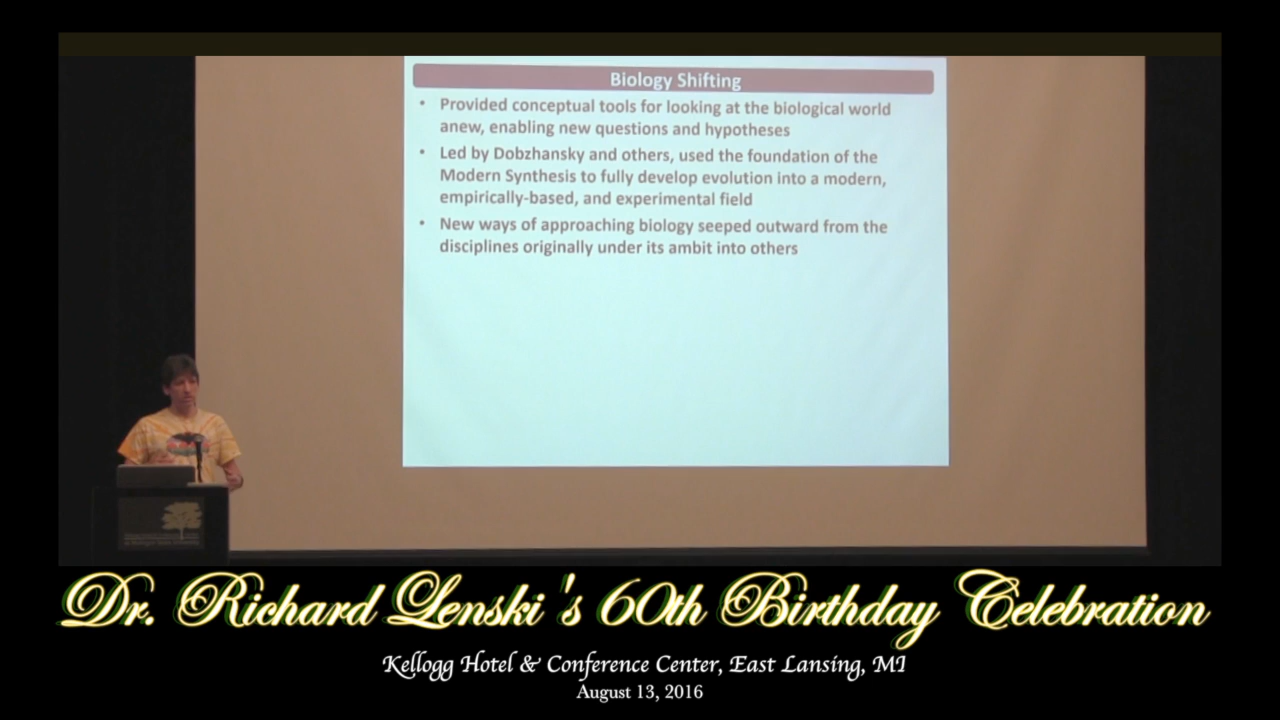 Biology Shifting
• Provided conceptual tools for looking at the biological world
anew, enabling new questions and hypotheses
• Led by Dobzhansky and others, used the foundation of the
Modern Synthesis to fully develop evolution into a modern,
empirically-based, and experimental field
• New ways of approaching biology seeped outward from the
disciplines originally under its ambit into others
Dr. Richard Lenski's 60th Birthday Celebration
Kellogg Hotel & Conference Center, East Lansing, MI
August 13, 2016